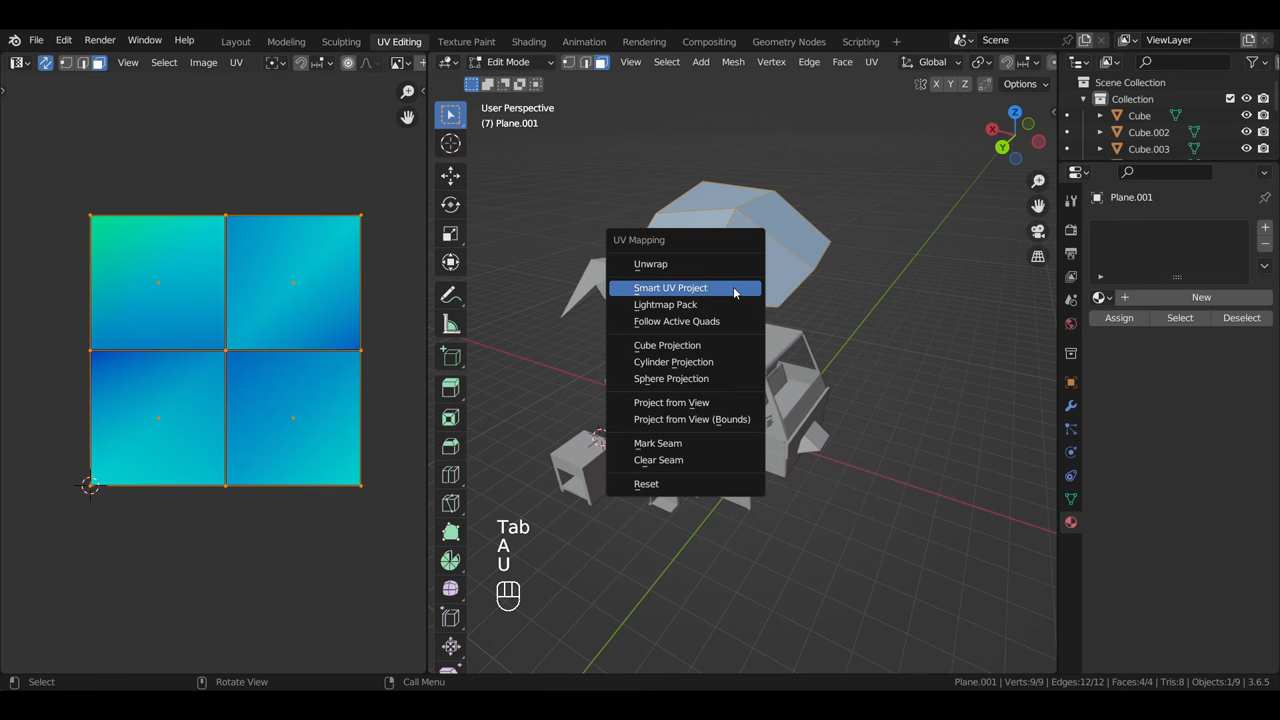 File Edit Render Window Help Layout Modeling Sculpting UV Editing Texture Paint Shading Animation Rendering Compositing Geometry Nodes Scripting + Scene ViewLayer
View Select Image UV Edit Mode View Select Add Mesh Vertex Edge Face UV Global
X Y Z Options
Scene Collection
Collection
Cube
Cube.002
Cube.003
User Perspective
(7) Plane.001
X
Y
Z
Plane.001
New
Assign Select Deselect
UV Mapping
Unwrap
Smart UV Project
Lightmap Pack
Follow Active Quads
Cube Projection
Cylinder Projection
Sphere Projection
Project from View
Project from View (Bounds)
Mark Seam
Clear Seam
Reset
Tab
A
U
Select Rotate View Call Menu Plane.001 | Verts:9/9 | Edges:12/12 | Faces:4/4 | Tris:8 | Objects:1/9 | 3.6.5